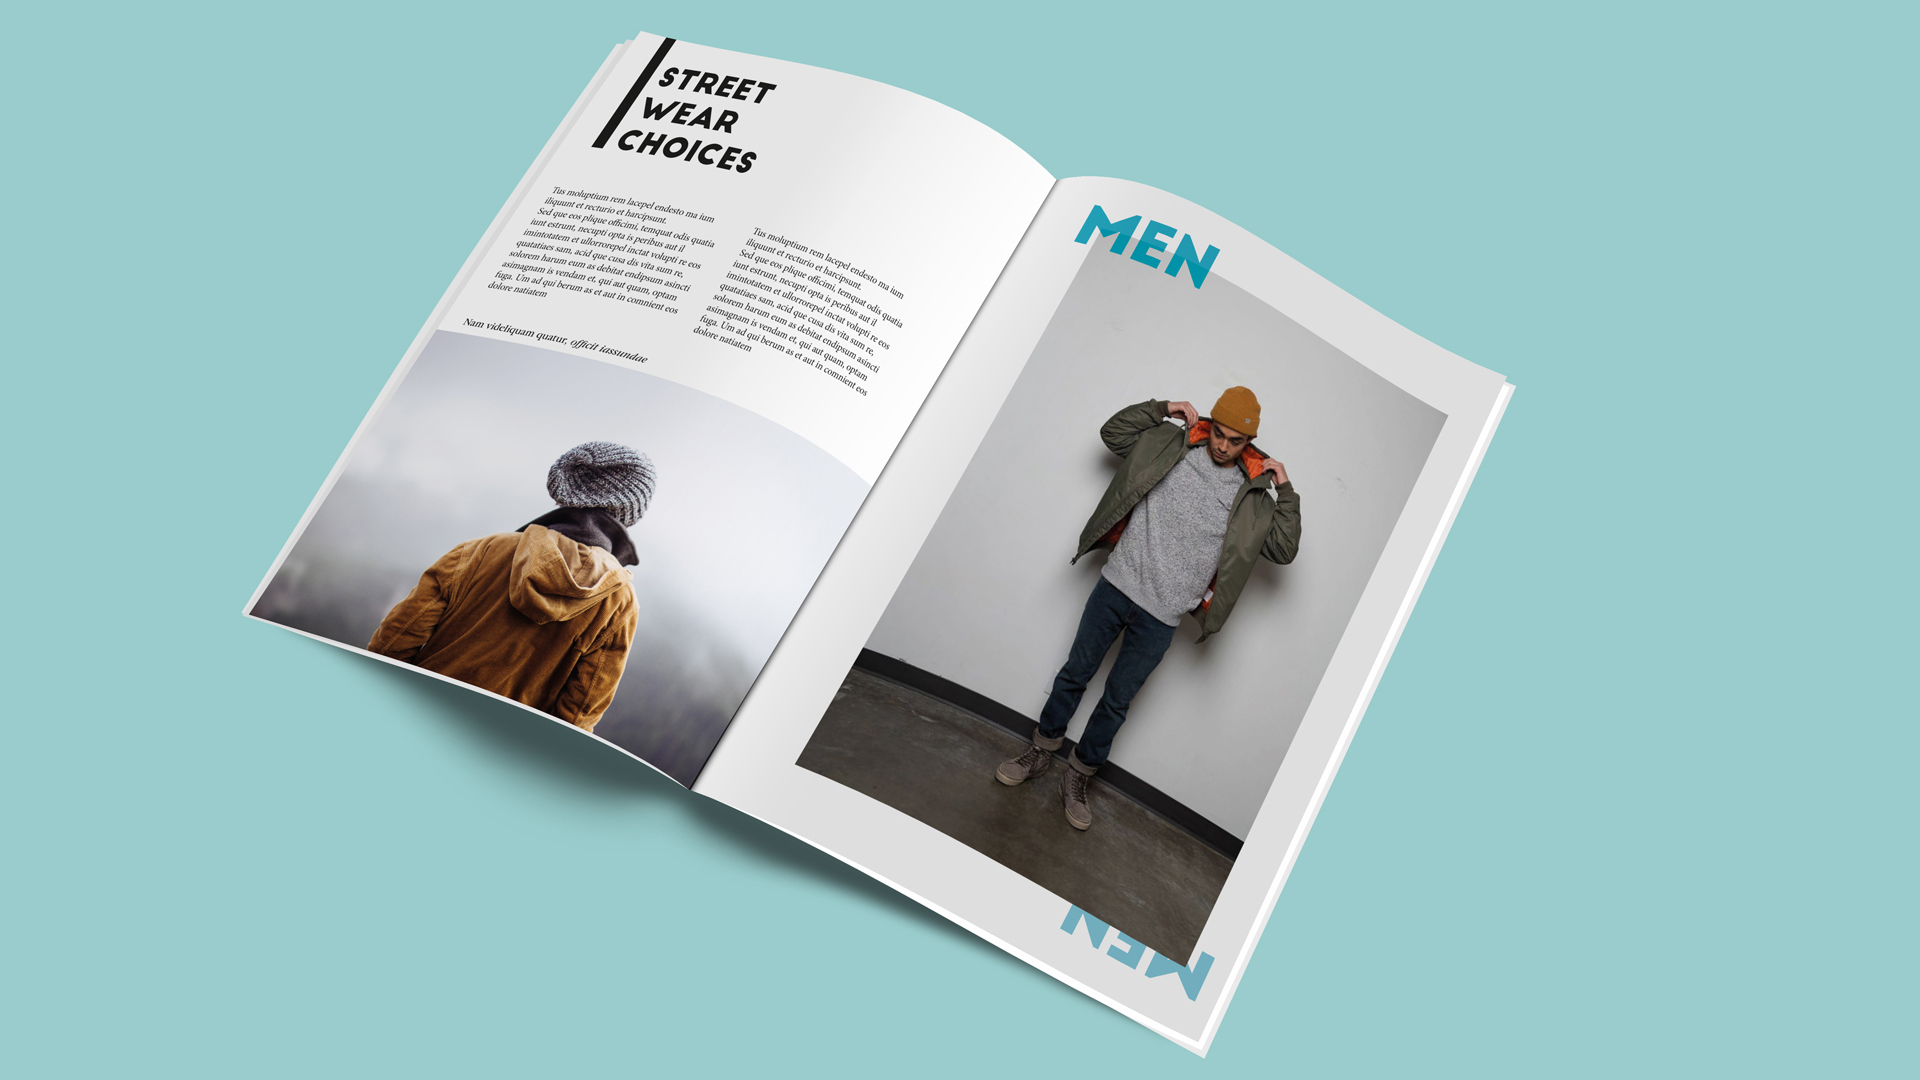 STREET
WEAR
CHOICES
Tus moluptium rem lacepel endesto ma ium
iliquunt et recturio et harcipsunt.
Sed que eos plique officimi, temquat odis quatia
iunt estrunt, necupti opta is peribus aut il
imintotatem et ullorrorepel inctat volupti re eos
quatatiaes sam, acid que cusa dis vita sum re,
solorem harum eum as debitat endipsum asincti
asimagnam is vendam et, qui aut quam, optam
fuga. Um ad qui berum as et aut in comnient eos
dolore natiatem
Tus moluptium rem lacepel endesto ma ium
iliquunt et recturio et harcipsunt.
Sed que eos plique officimi, temquat odis quatia
iunt estrunt, necupti opta is peribus aut il
imintotatem et ullorrorepel inctat volupti re eos
quatatiaes sam, acid que cusa dis vita sum re,
solorem harum eum as debitat endipsum asincti
asimagnam is vendam et, qui aut quam, optam
fuga. Um ad qui berum as et aut in comnient eos
dolore natiatem
Nam videliquam quatur, officit iassundae
MEN
MEN